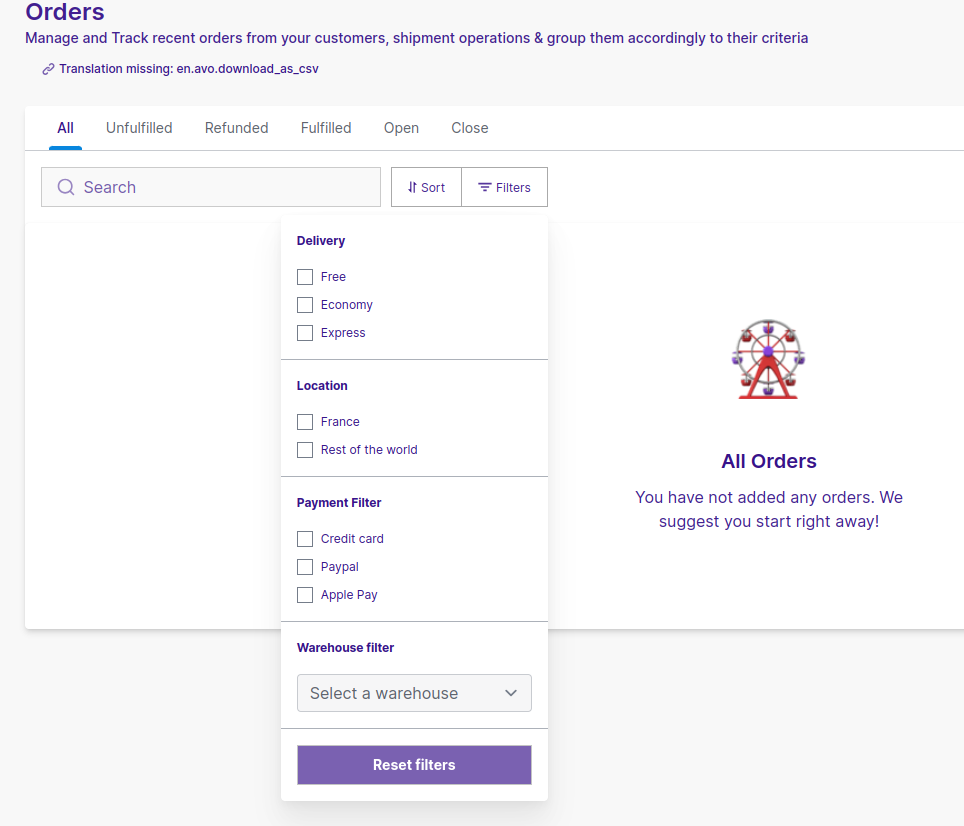 Orders
Manage and Track recent orders from your customers, shipment operations & group them accordingly to their criteria
Translation missing: en.avo.download_as_csv
All Unfulfilled Refunded Fulfilled Open Close
Search Sort Filters
Delivery
Free
Economy
Express
Location
France
Rest of the world
Payment Filter
Credit card
Paypal
Apple Pay
Warehouse filter
Select a warehouse
Reset filters
All Orders
You have not added any orders. We
suggest you start right away!